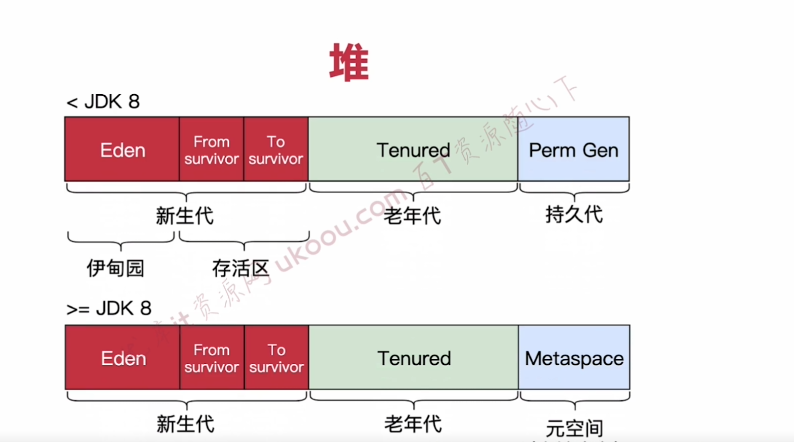 堆
< JDK 8
Eden
From
survivor
To
survivor
Tenured
Perm Gen
新生代
老年代
持久代
伊甸园
存活区
it资源网 ukoou.com 百T资源随心下
>= JDK 8
Eden
From
survivor
To
survivor
Tenured
Metaspace
新生代
老年代
元空间